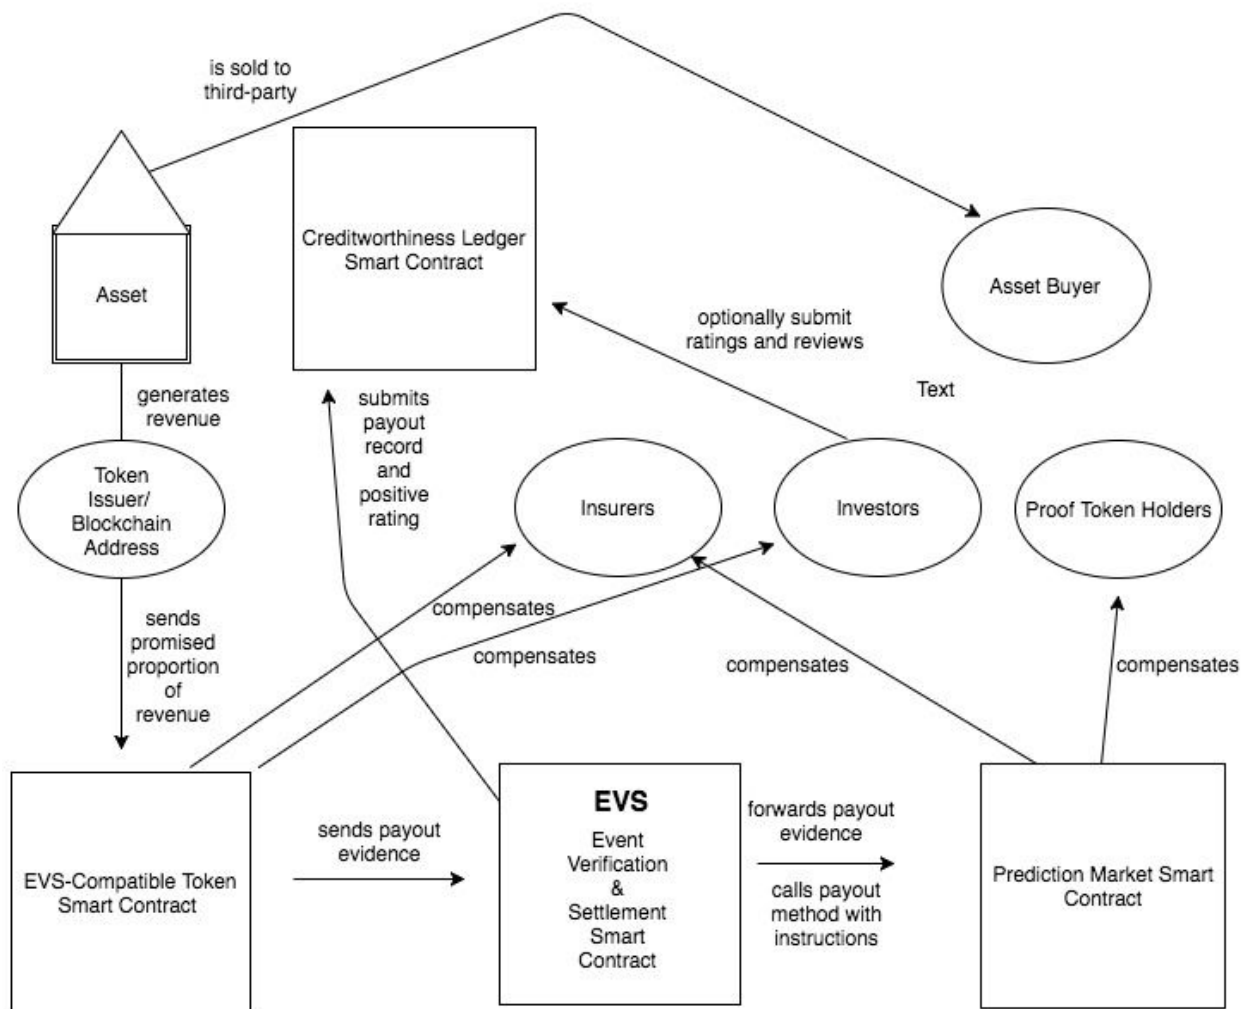 is sold to
third-party
Creditworthiness Ledger
Smart Contract
Asset
Asset Buyer
optionally submit
ratings and reviews
Text
generates
revenue
submits
payout
record
and
positive
rating
Token
Issuer/
Blockchain
Address
Insurers
Investors
Proof Token Holders
sends
promised
proportion
of
revenue
compensates
compensates
compensates
compensates
EVS-Compatible Token
Smart Contract
sends payout
evidence
EVS
Event
Verification
&
Settlement
Smart
Contract
forwards payout
evidence
calls payout
method with
instructions
Prediction Market Smart
Contract